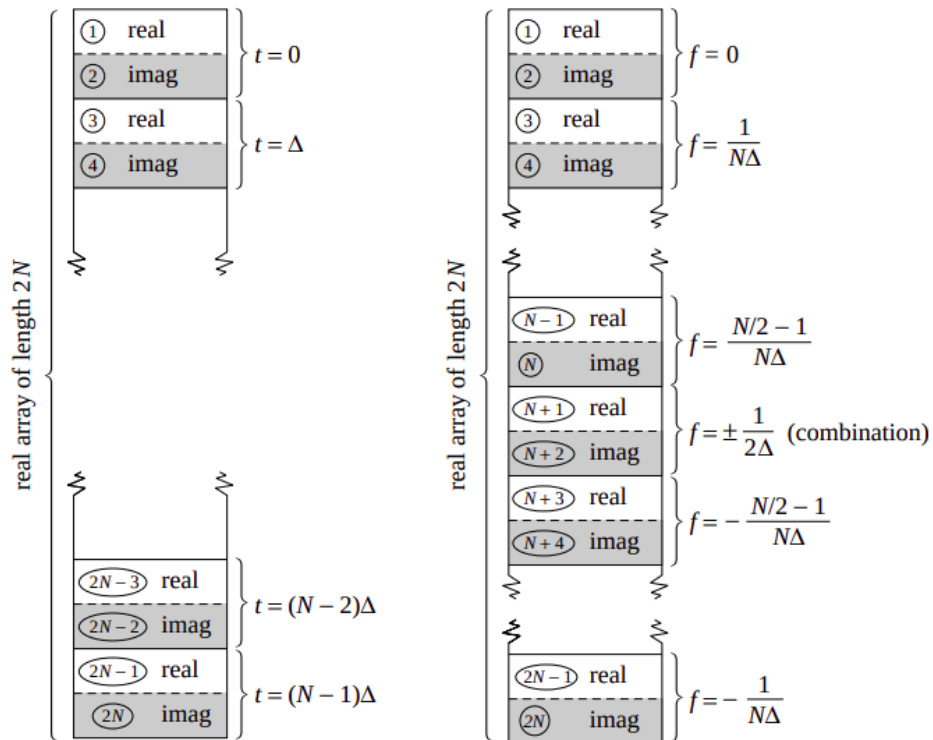 real array of length 2N
① real
② imag
t = 0
③ real
④ imag
t = Δ
2N − 3 real
2N − 2 imag
t = (N − 2)Δ
2N − 1 real
2N imag
t = (N − 1)Δ
real array of length 2N
① real
② imag
f = 0
③ real
④ imag
f = 1/NΔ
N − 1 real
N imag
f = N/2 − 1/NΔ
N + 1 real
N + 2 imag
f = ± 1/2Δ (combination)
N + 3 real
N + 4 imag
f = − N/2 − 1/NΔ
2N − 1 real
2N imag
f = − 1/NΔ